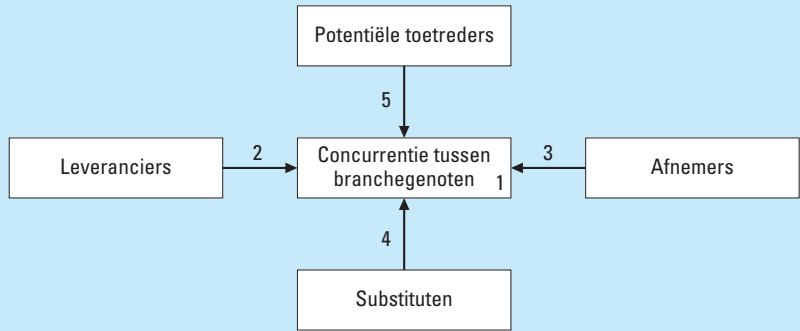 Potentiële toetreders
5
Leveranciers
2
Concurrentie tussen
branchegenoten
1
3
Afnemers
4
Substituten